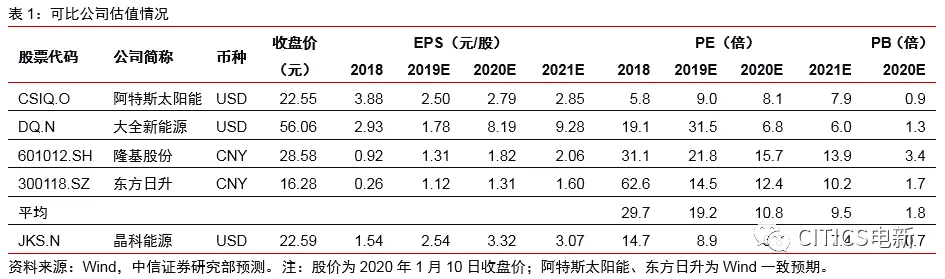 表 1：可比公司估值情况
股票代码 公司简称 币种 收盘价（元） EPS（元/股） PE（倍） PB（倍）
2018 2019E 2020E 2021E 2018 2019E 2020E 2021E 2020E
CSIQ.O 阿特斯太阳能 USD 22.55 3.88 2.50 2.79 2.85 5.8 9.0 8.1 7.9 0.9
DQ.N 大全新能源 USD 56.06 2.93 1.78 8.19 9.28 19.1 31.5 6.8 6.0 1.3
601012.SH 隆基股份 CNY 28.58 0.92 1.31 1.82 2.06 31.1 21.8 15.7 13.9 3.4
300118.SZ 东方日升 CNY 16.28 0.26 1.12 1.31 1.60 62.6 14.5 12.4 10.2 1.7
平均 29.7 19.2 10.8 9.5 1.8
JKS.N 晶科能源 USD 22.59 1.54 2.54 3.32 3.07 14.7 8.9
CITICS电新
资料来源：Wind，中信证券研究部预测。注：股价为 2020 年 1 月 10 日收盘价；阿特斯太阳能、东方日升为 Wind 一致预期。